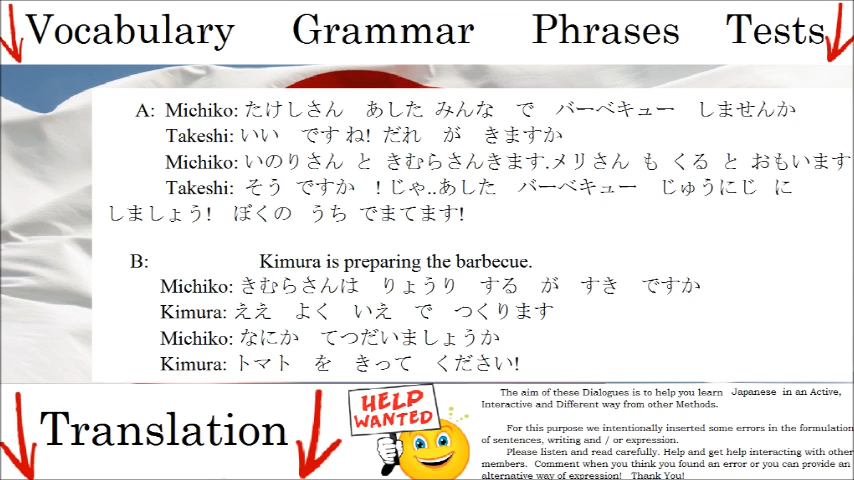 Vocabulary Grammar Phrases Tests
A: Michiko: たけしさん あした みんな で バーベキュー しませんか
Takeshi: いい です ね! だれ が きますか
Michiko: いのりさん と きむらさんきます.メリさん も くる と おもいます
Takeshi: そう ですか ! じゃ..あした バーベキュー じゅうにじ に
しましょう! ぼくの うち でまてます!
B: Kimura is preparing the barbecue.
Michiko: きむらさんは りょうり する が すき ですか
Kimura: ええ よく いえ で つくります
Michiko: なにか てつだいましょうか
Kimura: トマト を きって ください!
Translation
HELP
WANTED
The aim of these Dialogues is to help you learn Japanese in an Active,
Interactive and Different way from other Methods.
For this purpose we intentionally inserted some errors in the formulation
of sentences, writing and / or expression.
Please listen and read carefully. Help and get help interacting with other
members. Comment when you think you found an error or you can provide an
alternative way of expression! Thank You!